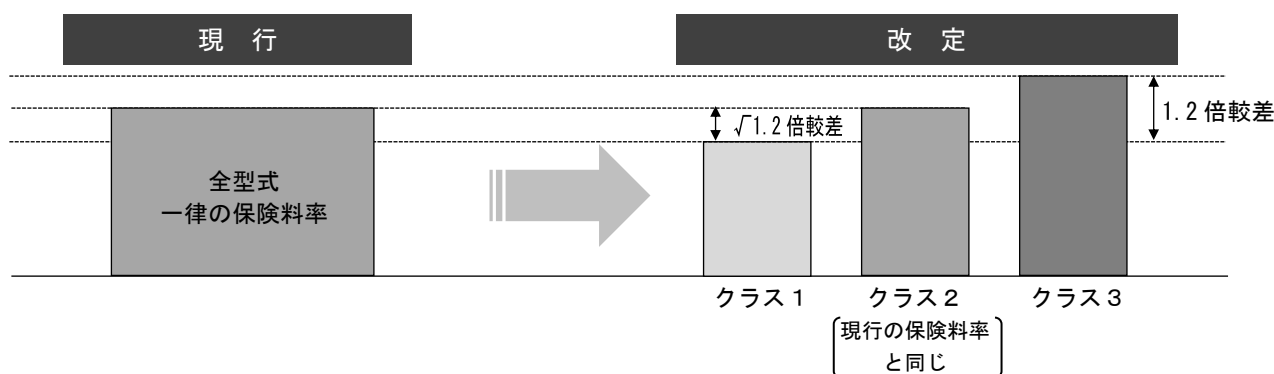 現 行
改 定
全型式
一律の保険料率
√1.2倍較差
1.2倍較差
クラス1
クラス2
クラス3
現行の保険料率
と同じ